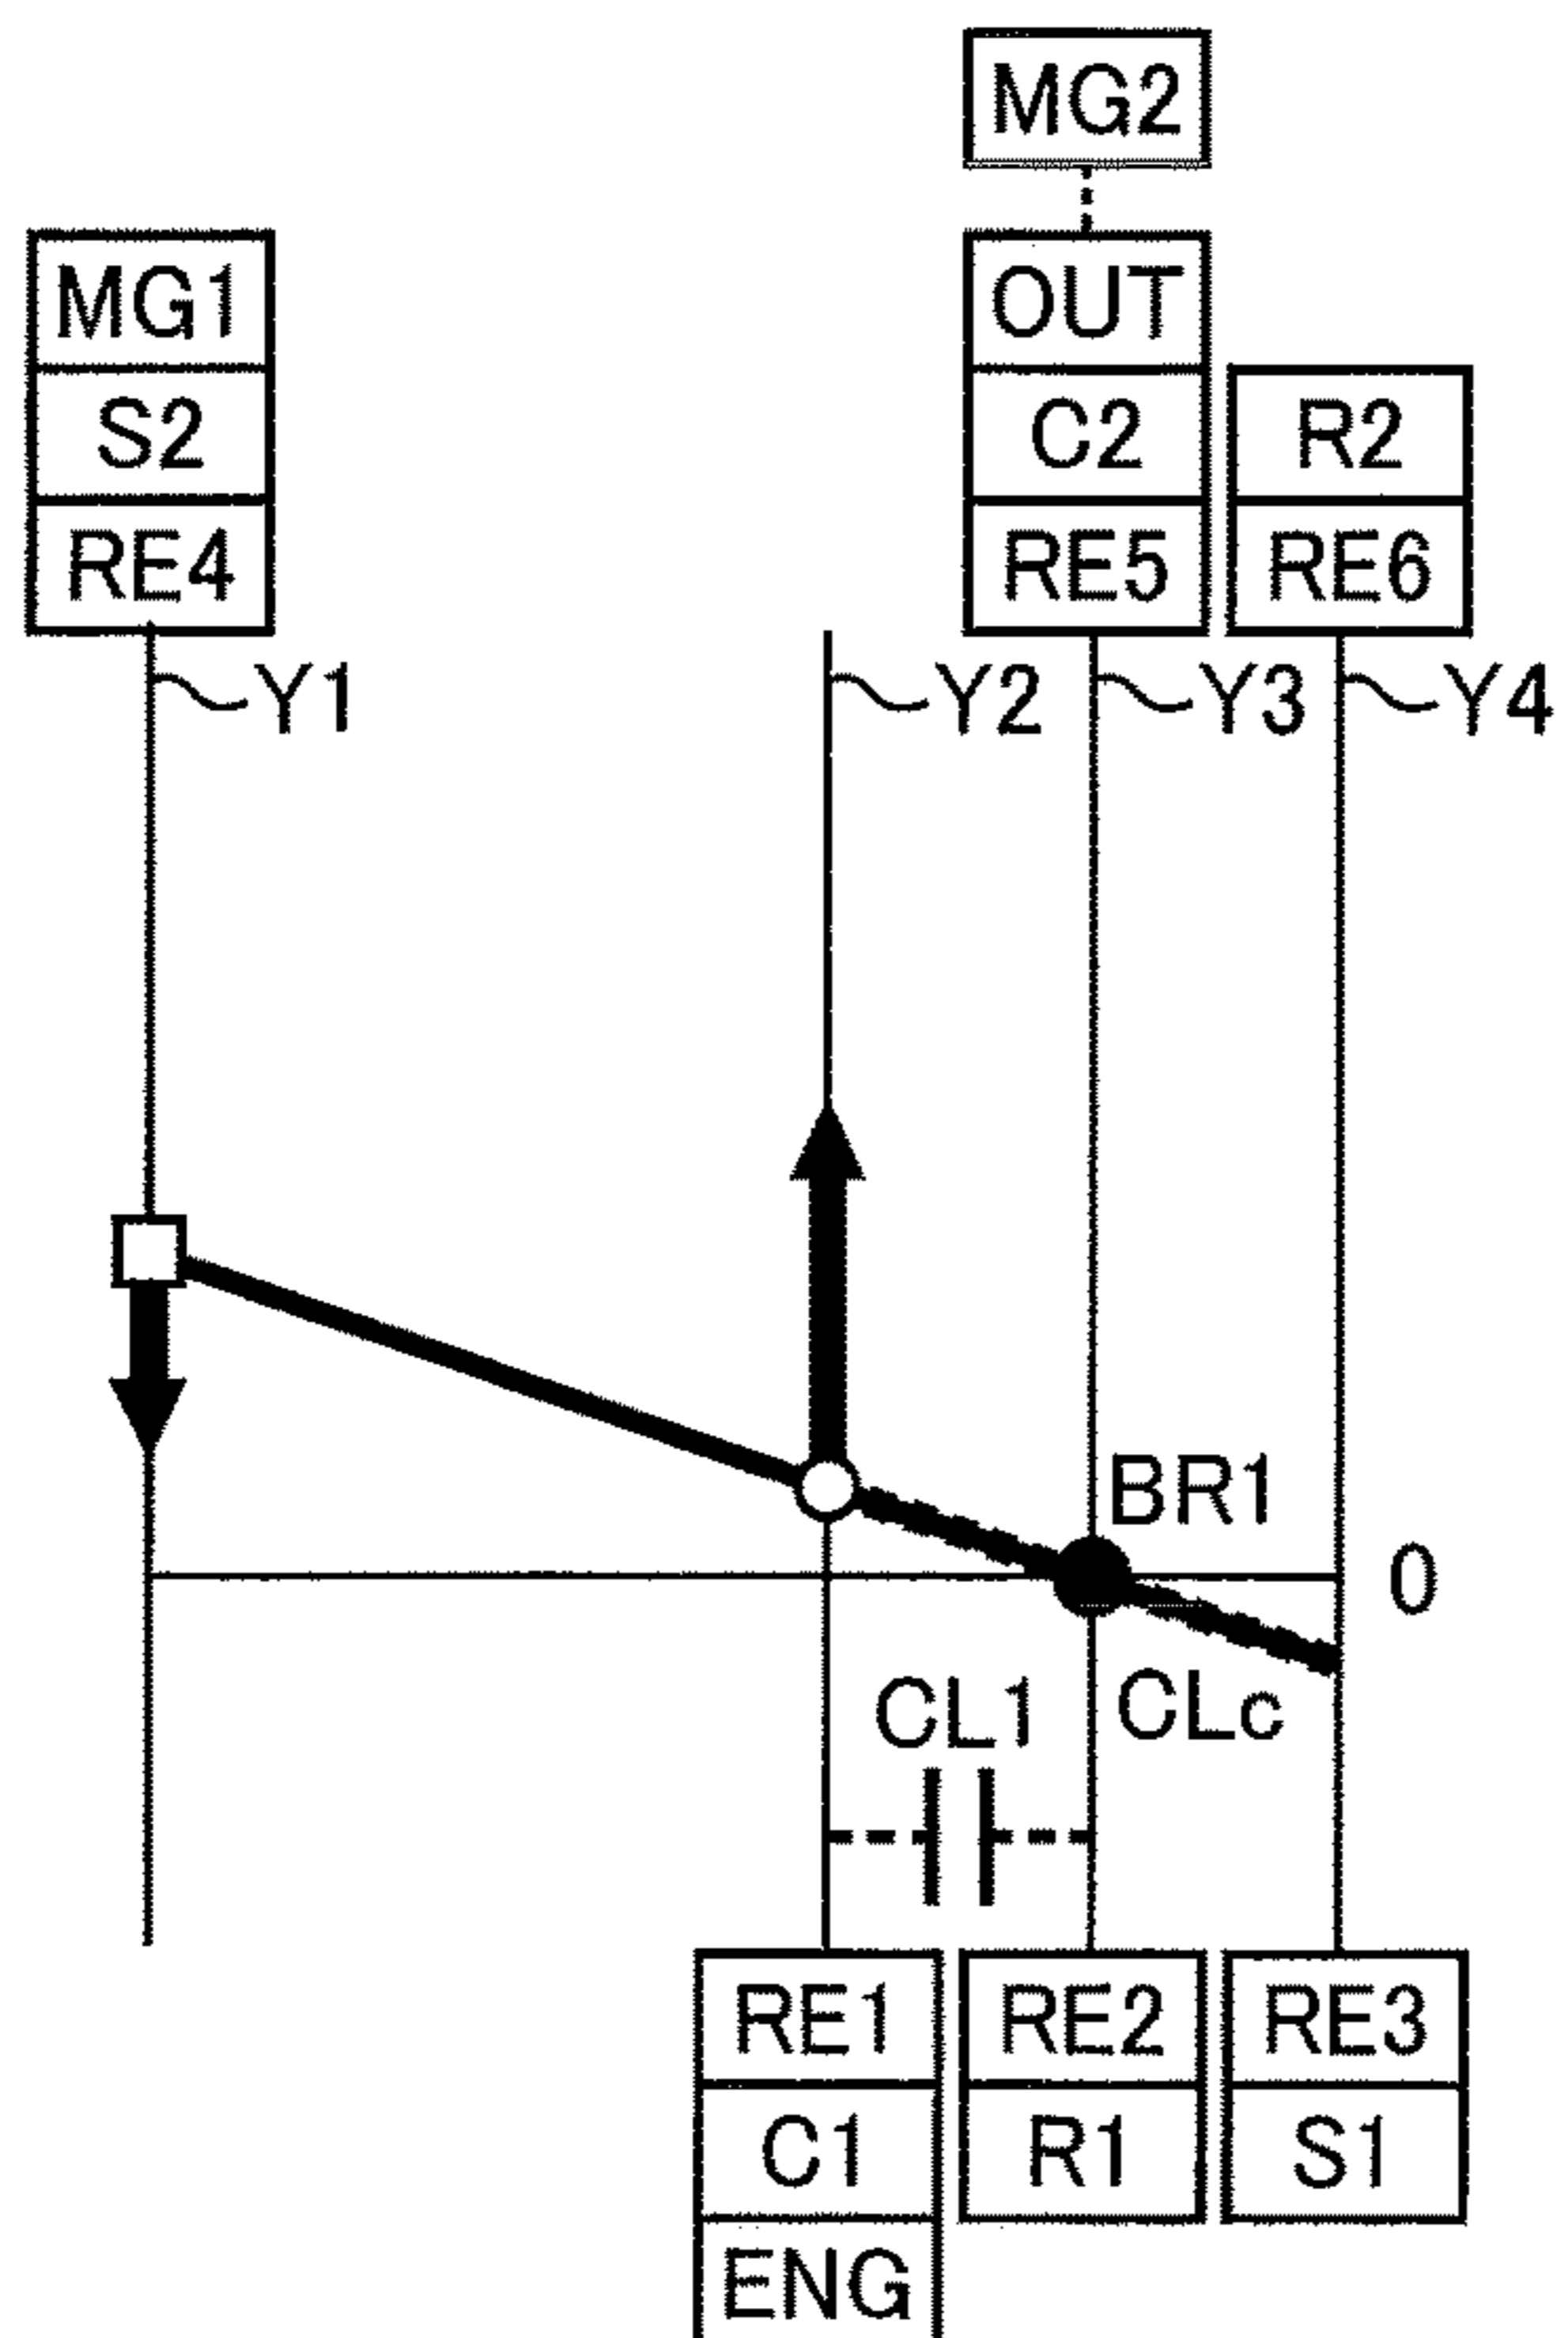 MG2
MG1
OUT
S2
C2
R2
RE4
RE5
RE6
Y1
Y2
Y3
Y4
BR1
0
CL1
CLc
RE1
RE2
RE3
C1
R1
S1
ENG